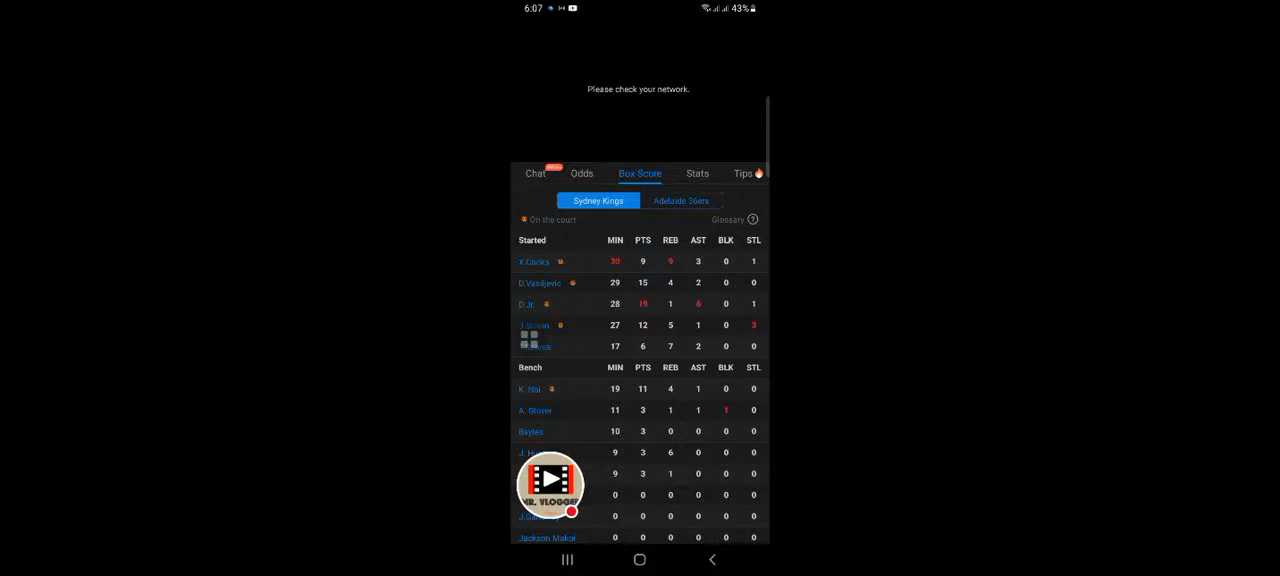 6:07 43%
Please check your network.
Chat Odds Box Score Stats Tips
Sydney Kings Adelaide 36ers
On the court Glossary ?
Started MIN PTS REB AST BLK STL
X.Cooks 30 9 9 3 0 1
D.Vasiljevic 29 15 4 2 0 0
D.Jr. 28 1 6 0 1
27 12 5 1 0 3
17 6 7 2 0 0
Bench MIN PTS REB AST BLK STL
K. Noi 19 11 4 1 0 0
A. Glover 11 3 1 1 1 0
Bayles 10 3 0 0 0 0
J. 9 3 6 0 0 0
9 3 1 0 0 0
0 0 0 0 0 0
0 0 0 0 0 0
Jackson Makoi 0 0 0 0 0 0
MR. VLOGGER